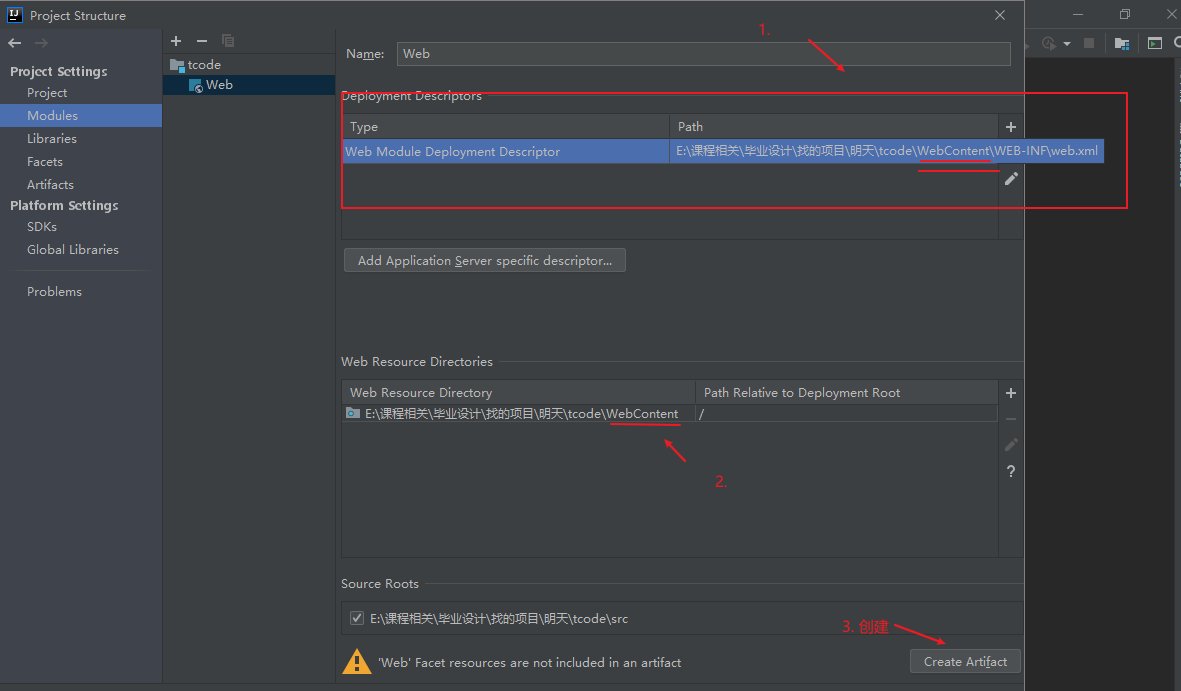 Project Structure
Project Settings
Project
Modules
Libraries
Facets
Artifacts
Platform Settings
SDKs
Global Libraries
Problems
tcode
Web
1.
Name: Web
Deployment Descriptors
Type Path
Web Module Deployment Descriptor E:\课程相关\毕业设计\找的项目\明天\tcode\WebContent\WEB-INF\web.xml
Add Application Server specific descriptor...
Web Resource Directories
Web Resource Directory Path Relative to Deployment Root
E:\课程相关\毕业设计\找的项目\明天\tcode\WebContent /
2.
Source Roots
E:\课程相关\毕业设计\找的项目\明天\tcode\src
3. 创建
'Web' Facet resources are not included in an artifact
Create Artifact